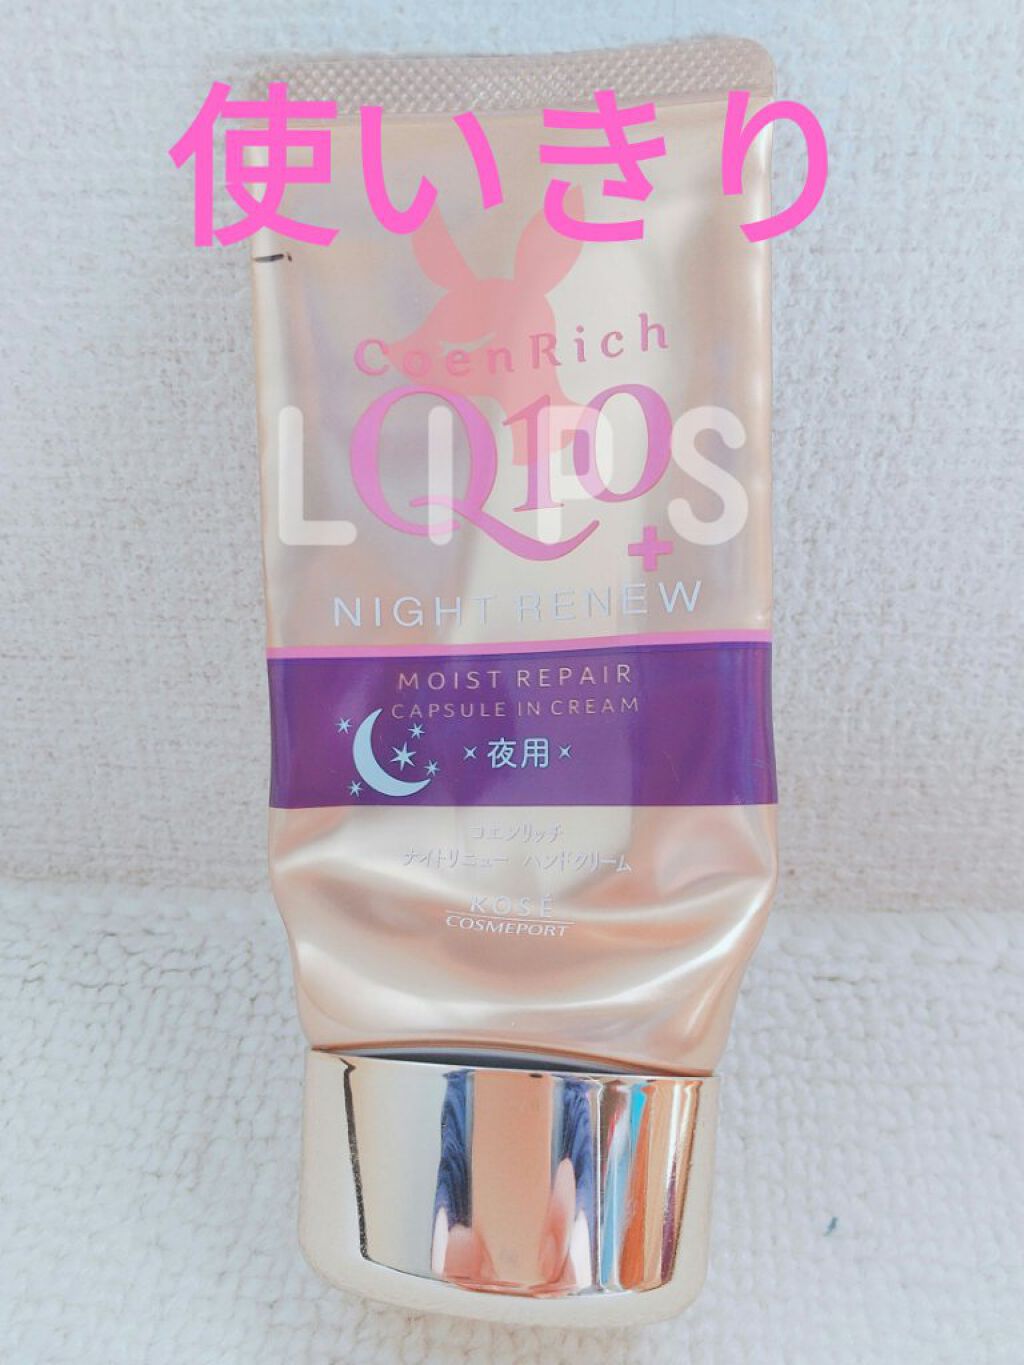 使いきり
CoenRich
Q10
LIPS
+
NIGHT RENEW
MOIST REPAIR
CAPSULE IN CREAM
夜用
コエンリッチ
ナイトリニュー ハンドクリーム
KOSÉ
COSMEPORT